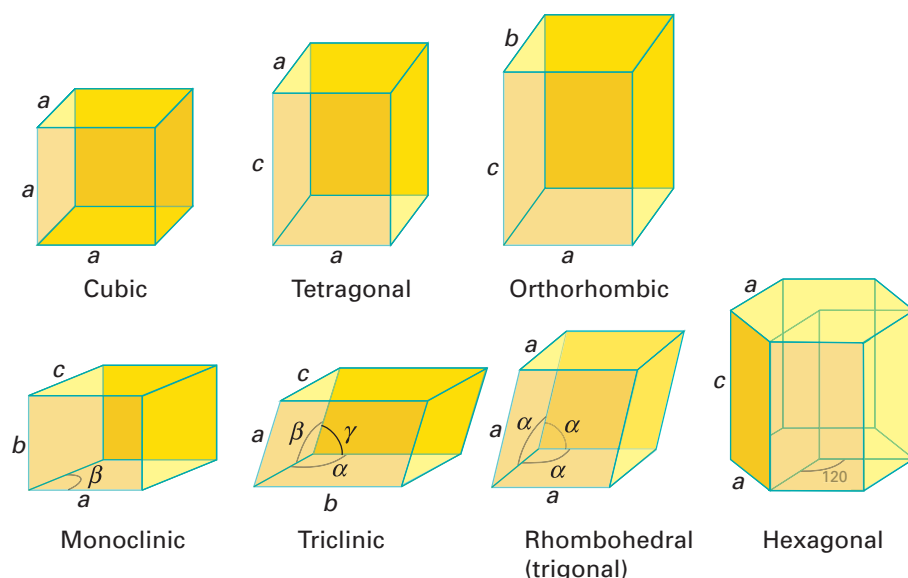 a
a
a
Cubic
a
c
a
Tetragonal
b
c
a
Orthorhombic
c
b
β
a
Monoclinic
c
a
β
γ
α
b
Triclinic
a
a
α
α
α
a
Rhombohedral
(trigonal)
a
c
a
120
Hexagonal